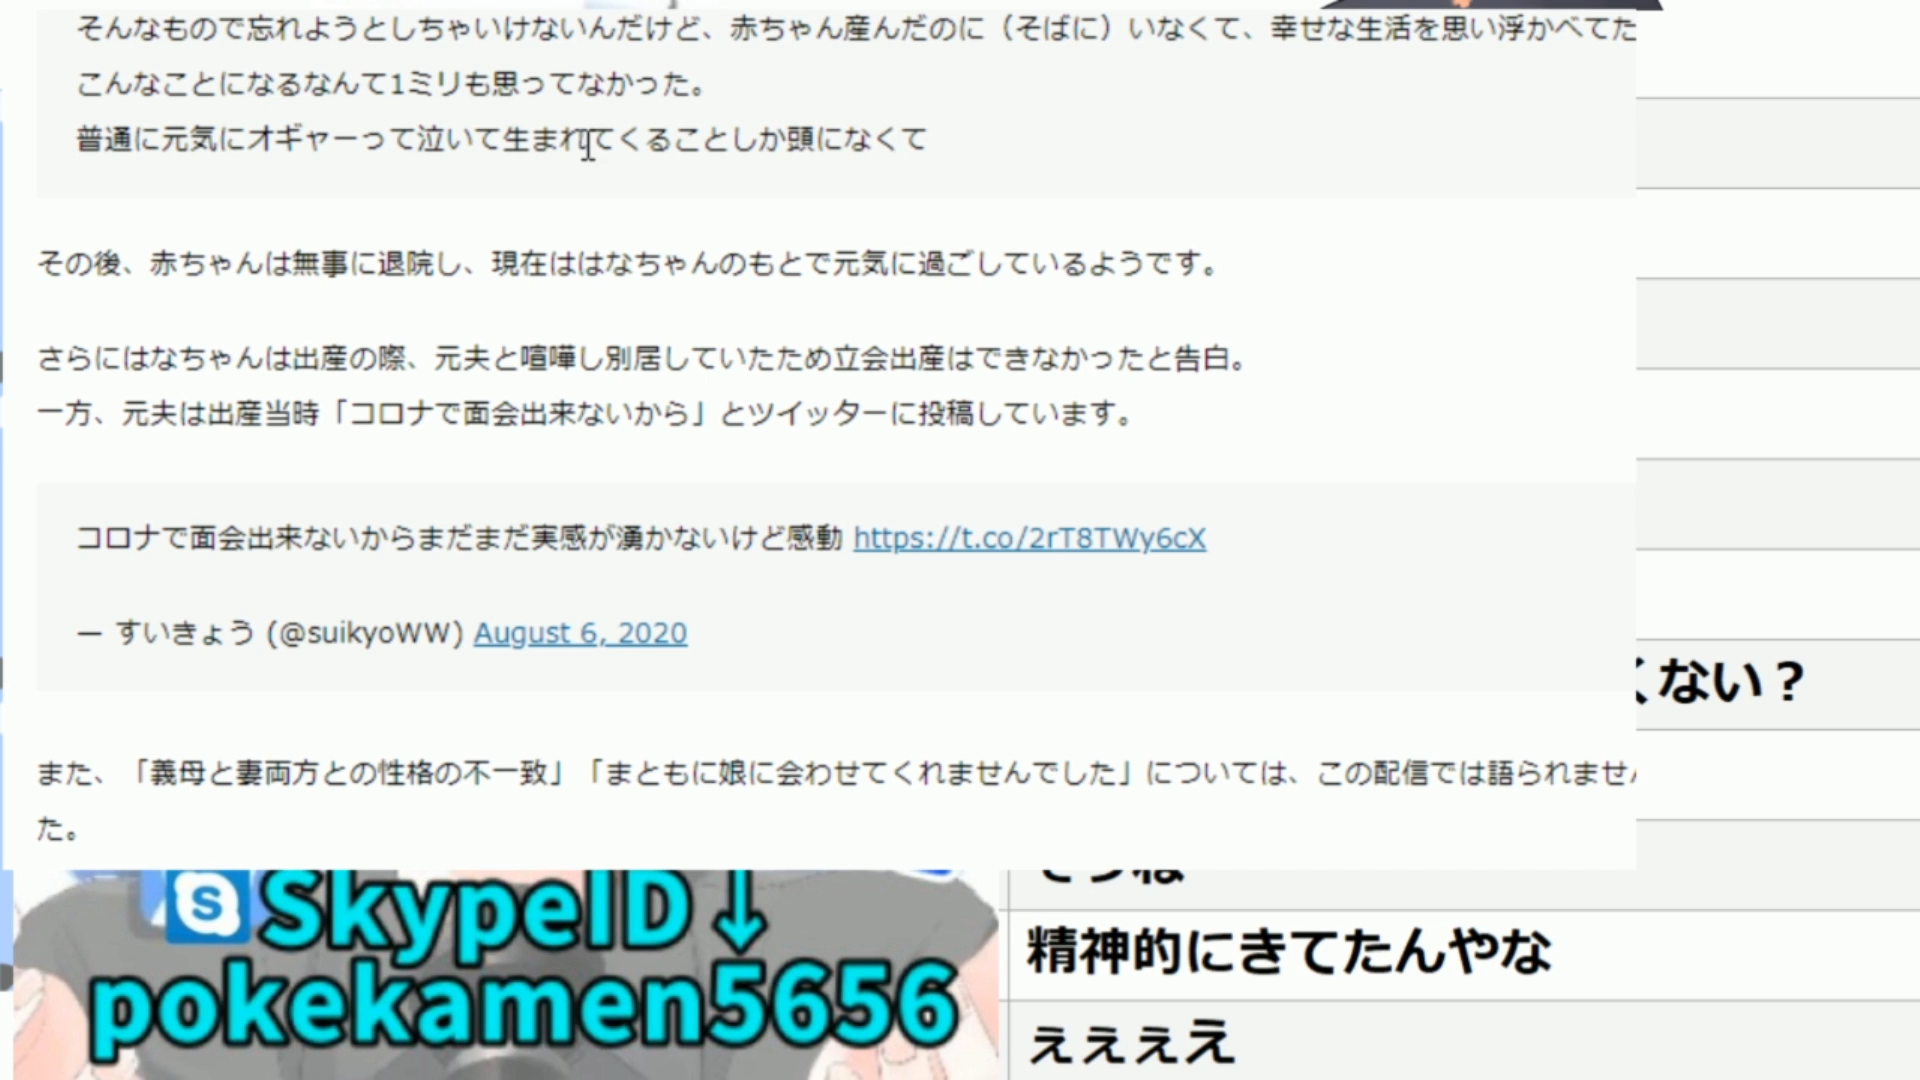 そんなもので忘れようとしちゃいけないんだけど、赤ちゃん産んだのに（そばに）いなくて、幸せな生活を思い浮かべてた
こんなことになるなんて1ミリも思ってなかった。
普通に元気にオギャーって泣いて生まれてくることしか頭になくて
その後、赤ちゃんは無事に退院し、現在ははなちゃんのもとで元気に過ごしているようです。
さらにはなちゃんは出産の際、元夫と喧嘩し別居していたため立会出産はできなかったと告白。
一方、元夫は出産当時「コロナで面会出来ないから」とツイッターに投稿しています。
コロナで面会出来ないからまだまだ実感が湧かないけど感動 https://t.co/2rT8TWy6cX
— すいきょう (@suikyoWW) August 6, 2020
くない？
また、「義母と妻両方との性格の不一致」「まともに娘に会わせてくれませんでした」については、この配信では語られませ
た。
SkypeID↓
pokekamen5656
精神的にきてたんやな
ぇぇぇえ